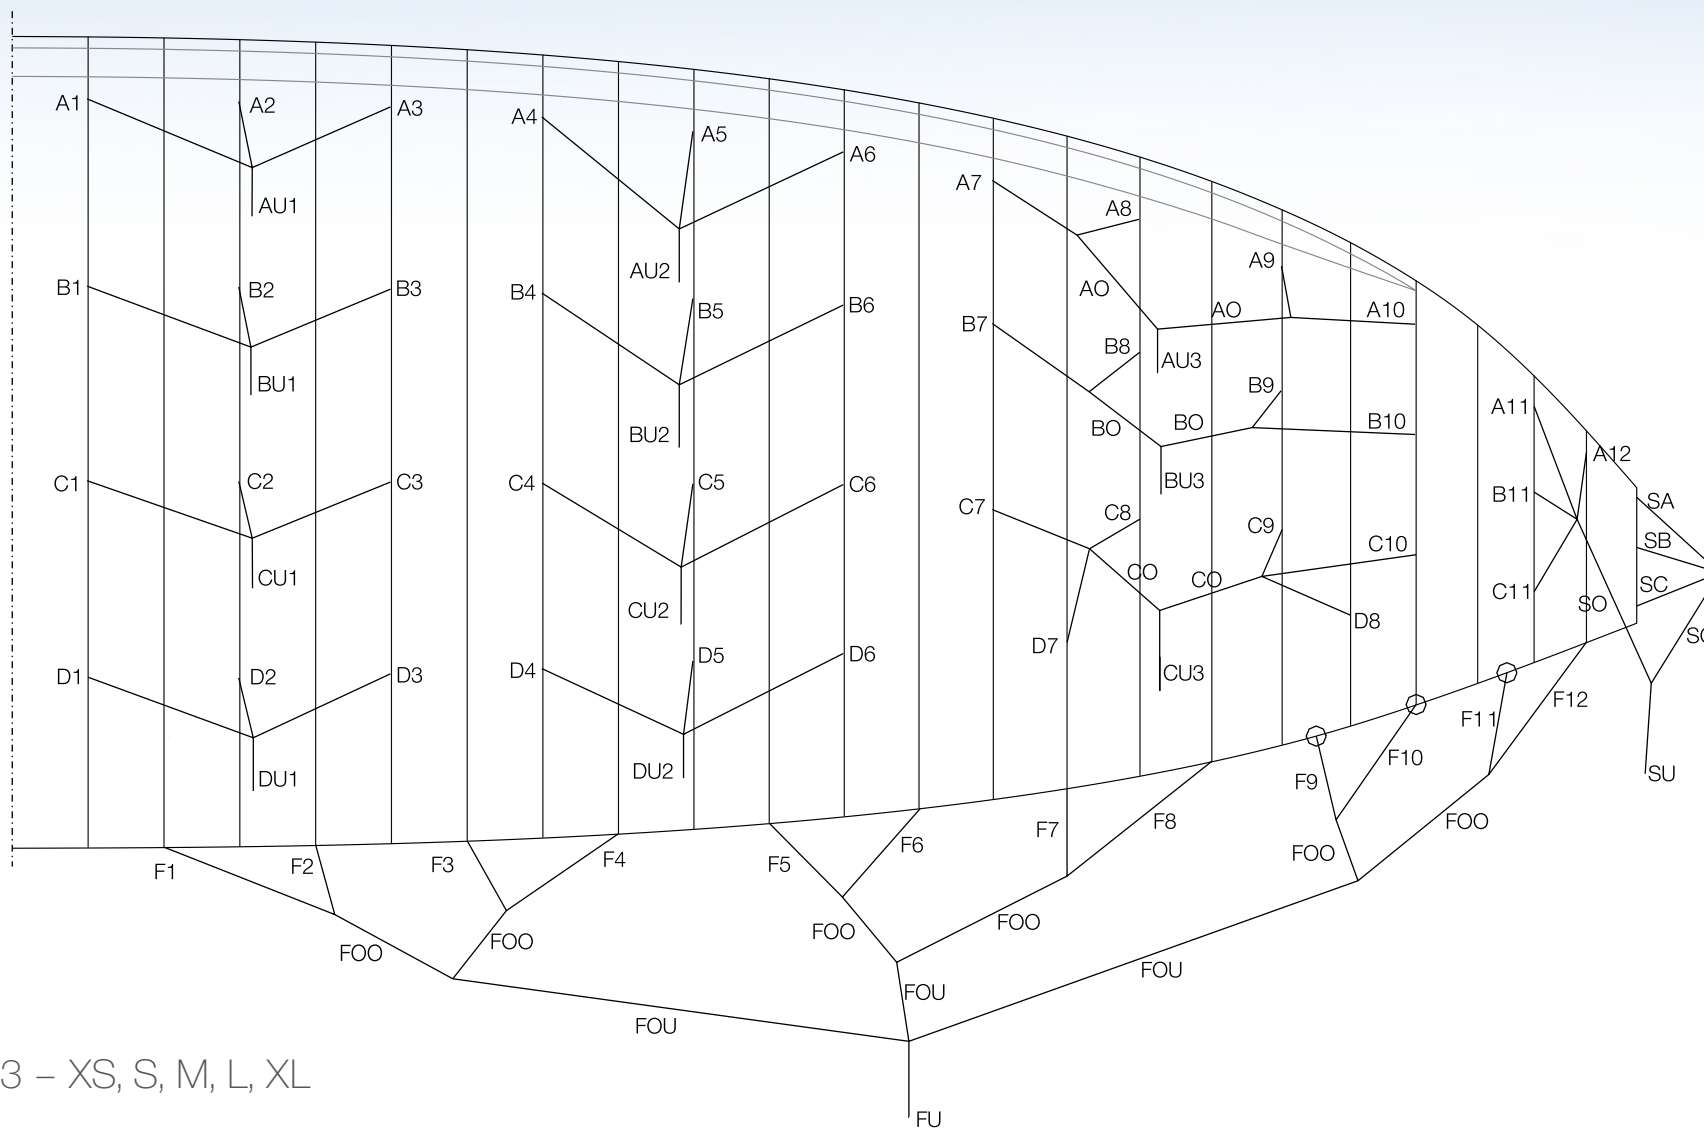 A1 A2 A3 A4 A5 A6
A7 A8
AU1 AU2 AO A9
B1 B2 B3 B4 B5 B6 B7 AO A10
B8 AU3
BU1 BU2 BO BO B9 B10
A11 A12
C1 C2 C3 C4 C5 C6 C7 C8 BU3 C9 B11 SA
SB
C10 SC
CU1 CU2 CO CO C11 SO
D7 D8
D1 D2 D3 D4 D5 D6 CU3
DU1 DU2 F9 F10 F11 F12 SU
F1 F2 F3 F4 F5 F6 F7 F8
FOO FOO FOO FOO FOO FOO
FOU FOU FOU
3 – XS, S, M, L, XL
FU